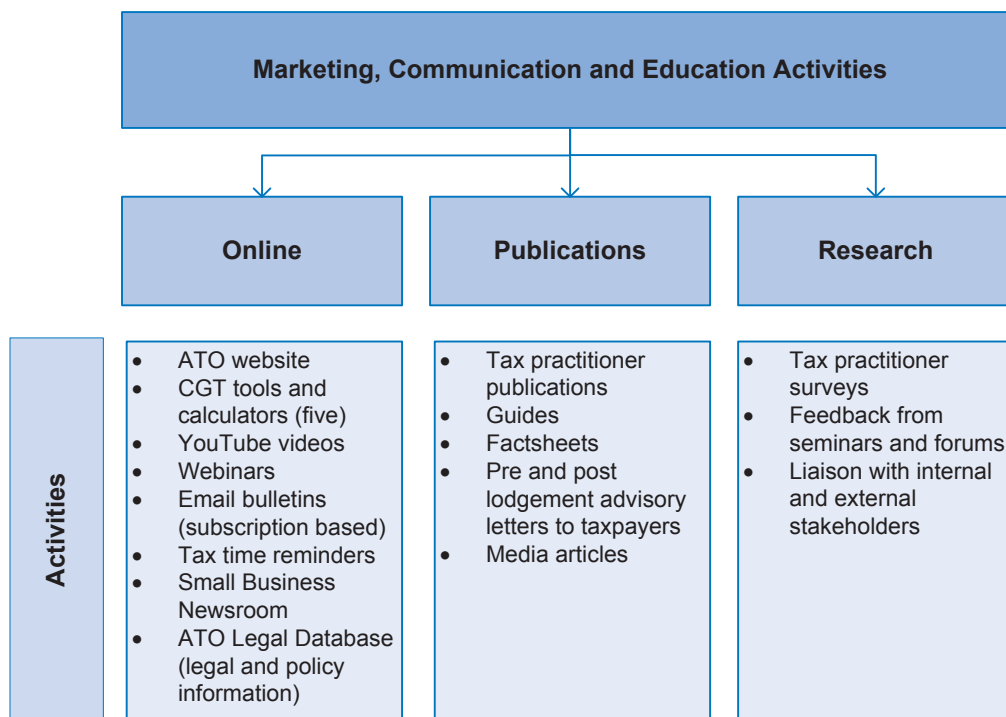 Marketing, Communication and Education Activities
Online
Publications
Research
Activities
• ATO website
• CGT tools and
calculators (five)
• YouTube videos
• Webinars
• Email bulletins
(subscription based)
• Tax time reminders
• Small Business
Newsroom
• ATO Legal Database
(legal and policy
information)
• Tax practitioner
publications
• Guides
• Factsheets
• Pre and post
lodgement advisory
letters to taxpayers
• Media articles
• Tax practitioner
surveys
• Feedback from
seminars and forums
• Liaison with internal
and external
stakeholders